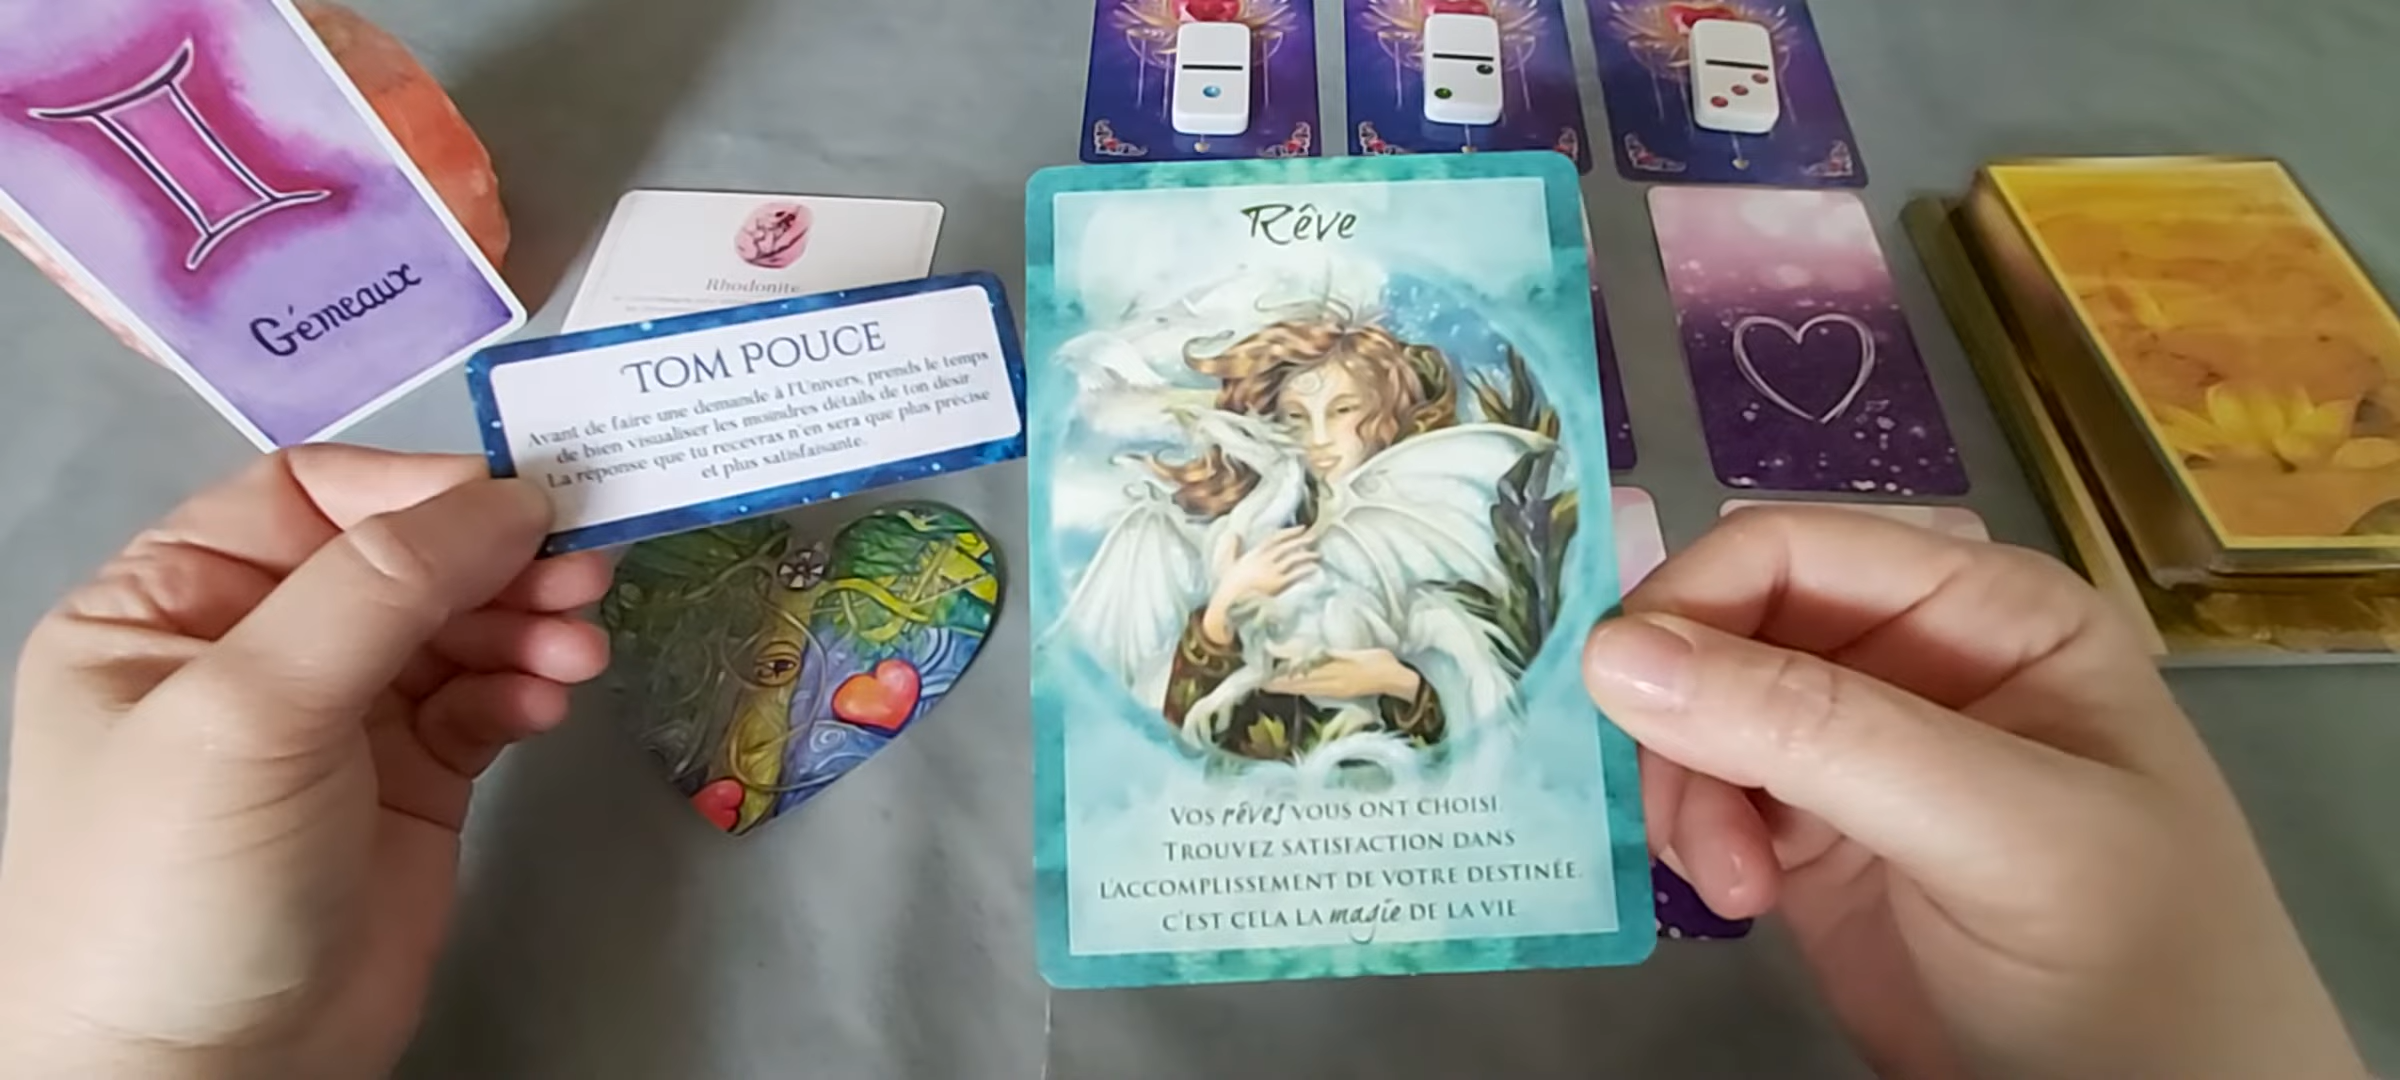 Gémeaux
Rhodonite
TOM POUCE
Avant de faire une demande à l'Univers, prends le temps
de bien visualiser les moindres détails de ton désir.
La réponse que tu recevras n'en sera que plus précise
et plus satisfaisante.
Rêve
VOS rêves VOUS ONT CHOISI.
TROUVEZ SATISFACTION DANS
L'ACCOMPLISSEMENT DE VOTRE DESTINÉE.
C'EST CELA LA magie DE LA VIE